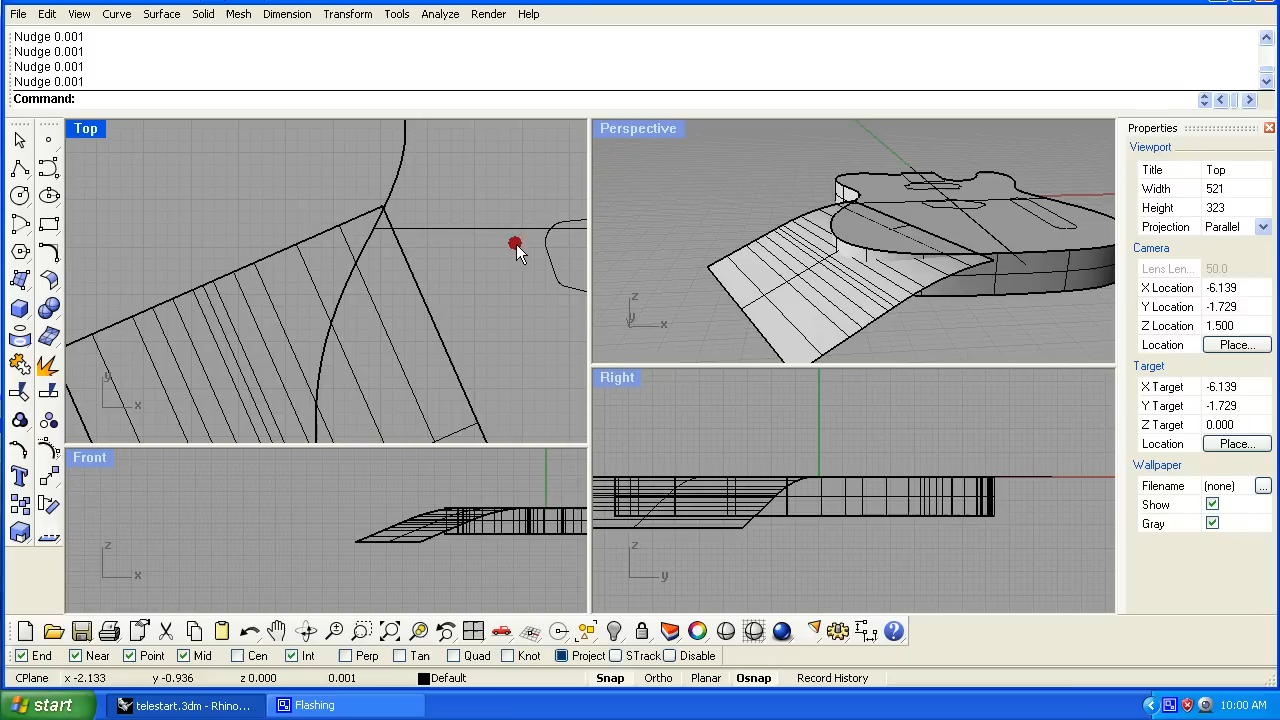 File Edit View Curve Surface Solid Mesh Dimension Transform Tools Analyze Render Help
Nudge 0.001
Nudge 0.001
Nudge 0.001
Nudge 0.001
Command:
Top
y
x
Perspective
z
y
x
Front
z
x
Right
z
y
Properties
Viewport
Title Top
Width 521
Height 323
Projection Parallel
Camera
Lens Len... 50.0
X Location -6.139
Y Location -1.729
Z Location 1.500
Location Place...
Target
X Target -6.139
Y Target -1.729
Z Target 0.000
Location Place...
Wallpaper
Filename (none) ...
Show
Gray
End Near Point Mid Cen Int Perp Tan Quad Knot Project STrack Disable
CPlane x -2.133 y -0.936 z 0.000 0.001 Default Snap Ortho Planar Osnap Record History
start telestart.3dm - Rhino... Flashing 10:00 AM